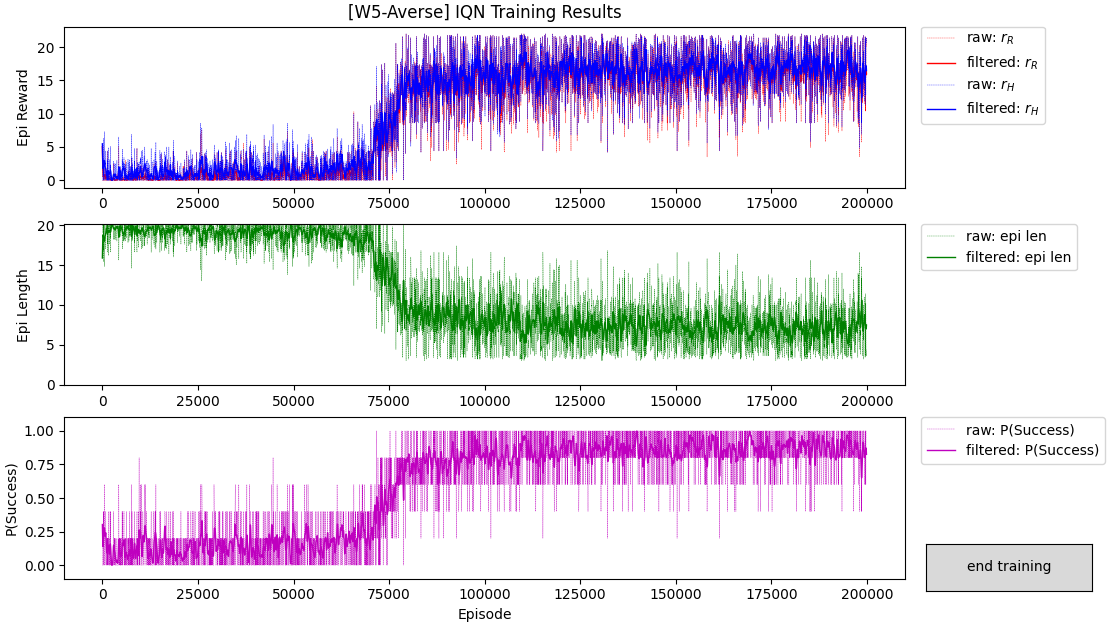 [W5-Averse] IQN Training Results
Epi Reward
20
15
10
5
0
0 25000 50000 75000 100000 125000 150000 175000 200000
raw: r_R
filtered: r_R
raw: r_H
filtered: r_H
Epi Length
20
15
10
5
0
0 25000 50000 75000 100000 125000 150000 175000 200000
raw: epi len
filtered: epi len
P(Success)
1.00
0.75
0.50
0.25
0.00
0 25000 50000 75000 100000 125000 150000 175000 200000
Episode
raw: P(Success)
filtered: P(Success)
end training